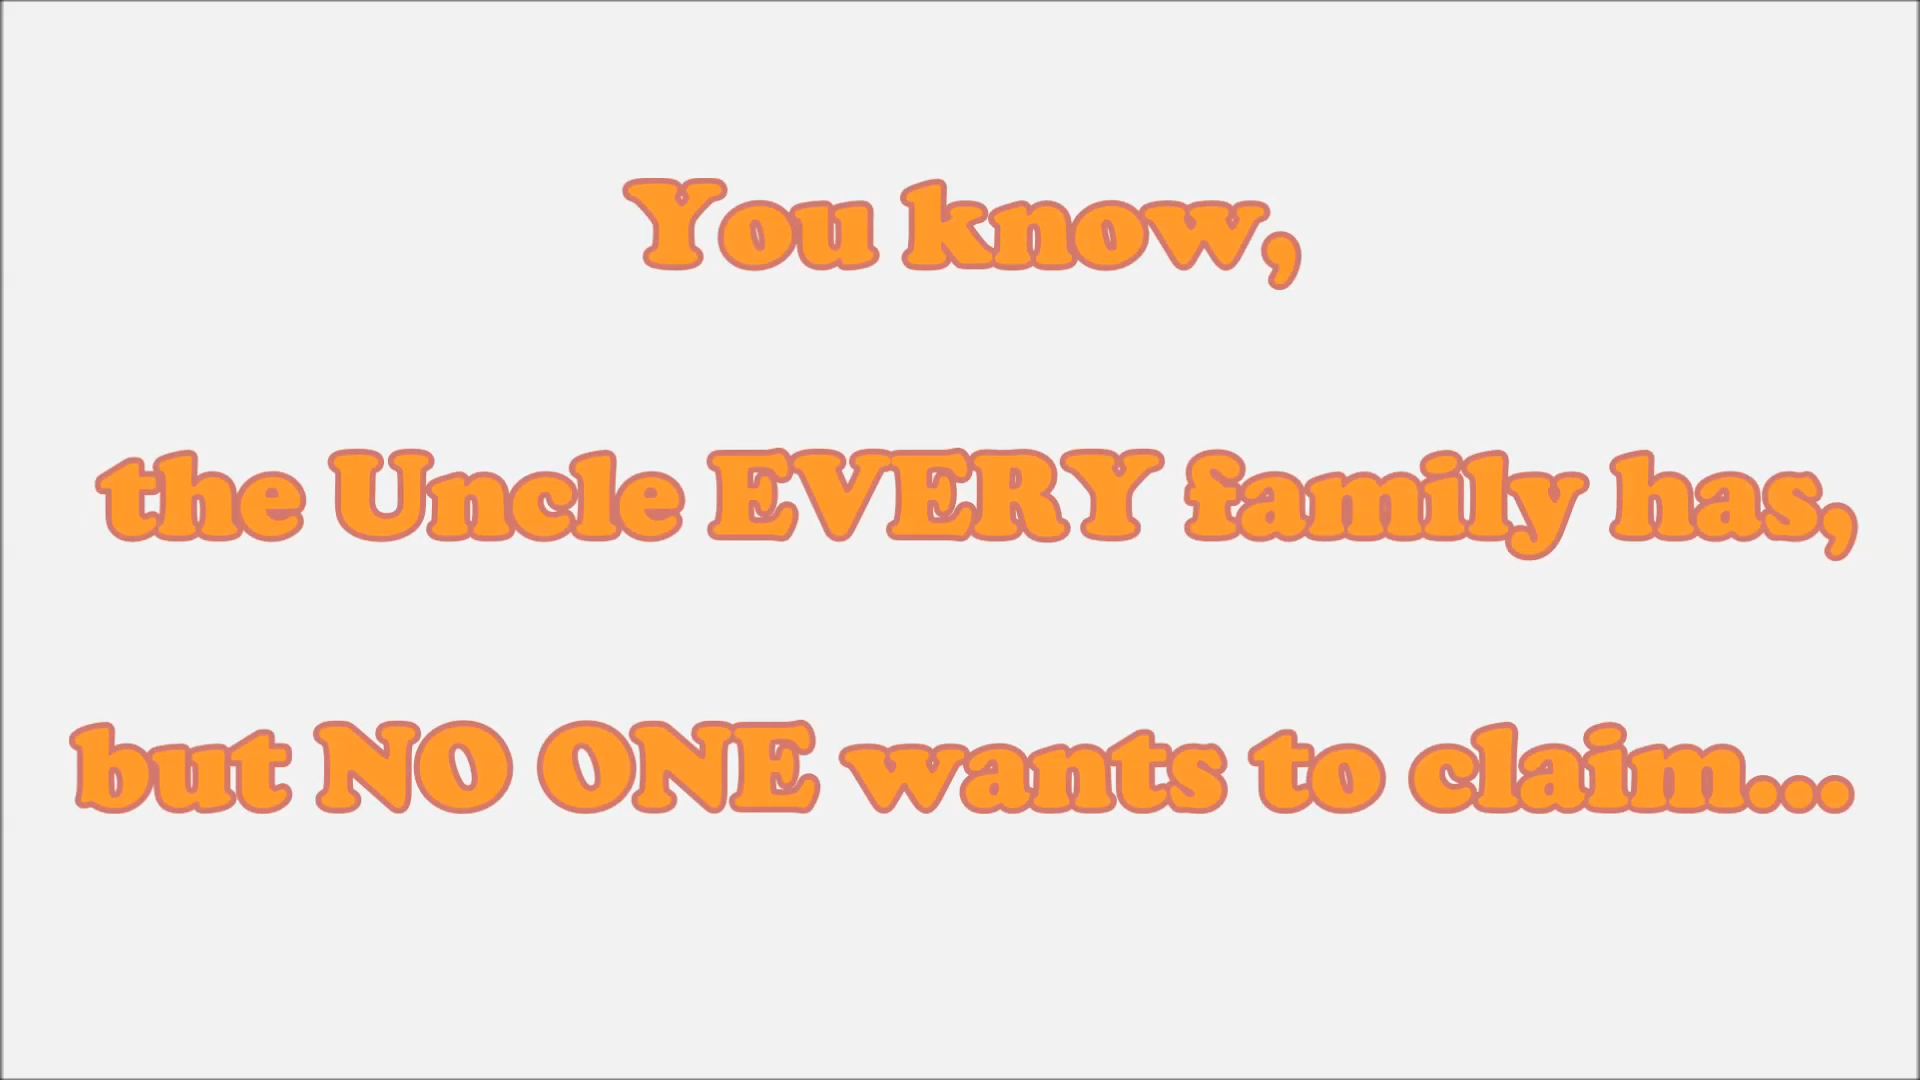 You know,
the Uncle EVERY family has,
but NO ONE wants to claim...